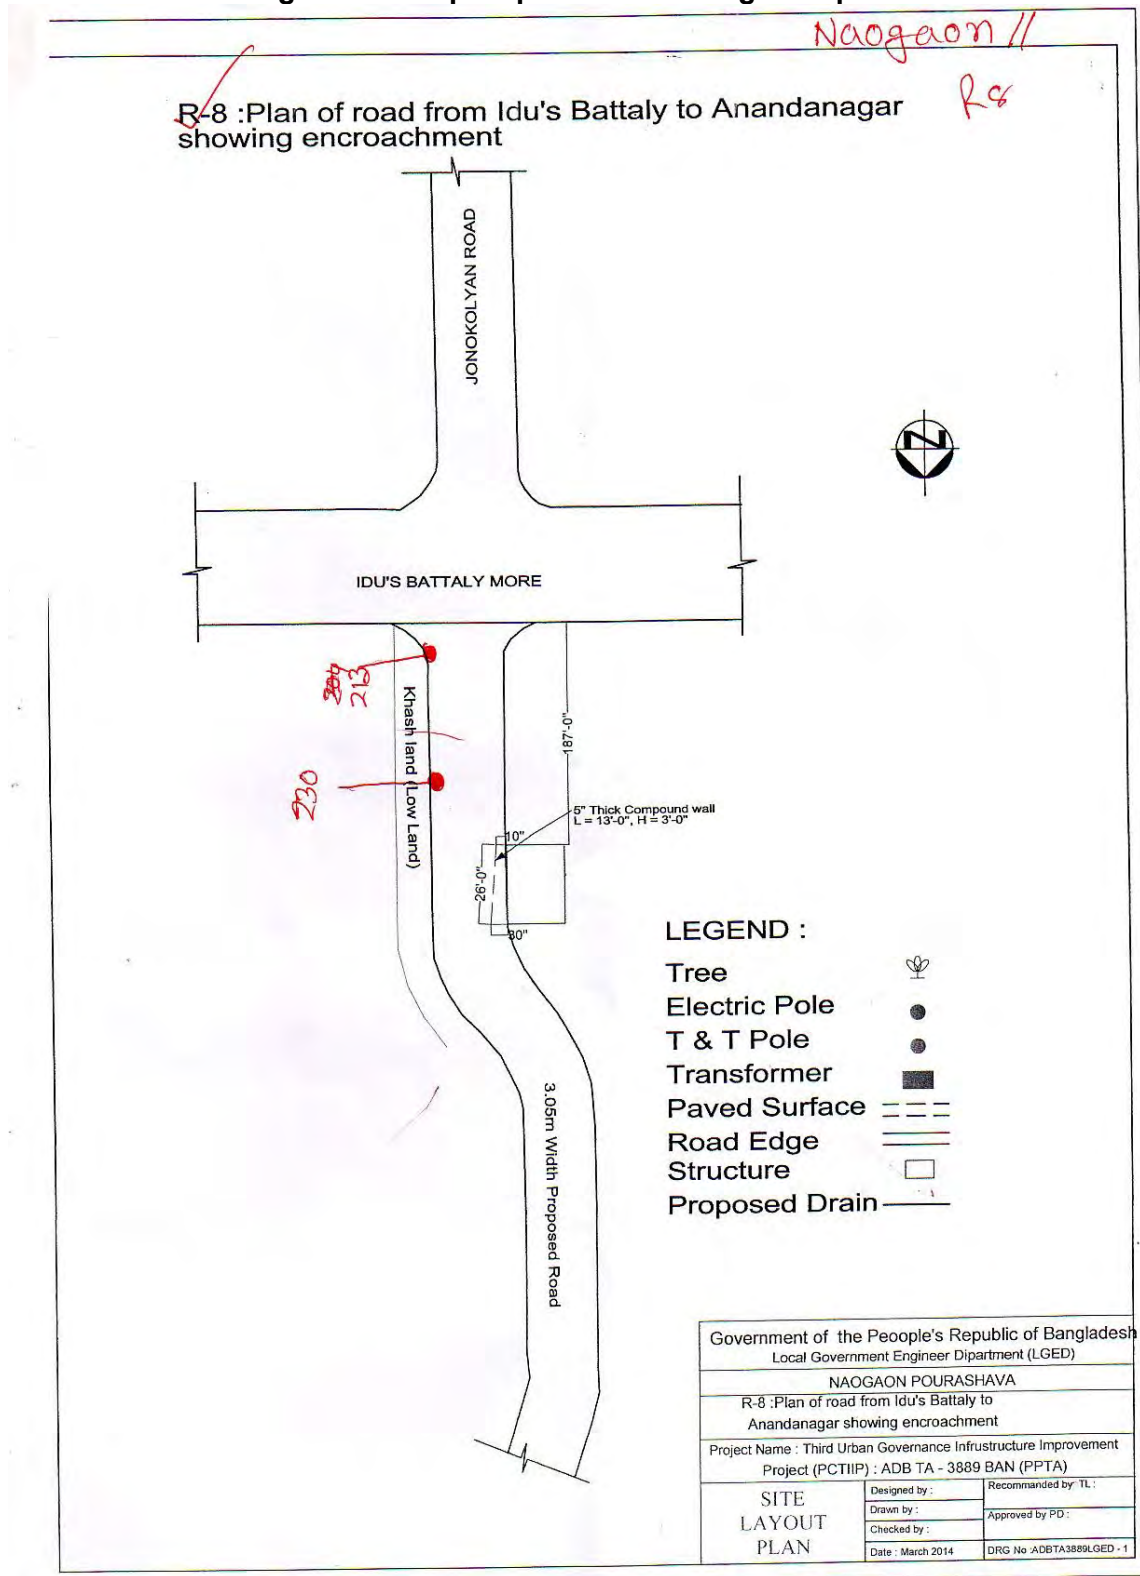 Naogaon //
R8
R-8 :Plan of road from Idu's Battaly to Anandanagar
showing encroachment
JONOKOLYAN ROAD
N
IDU'S BATTALY MORE
213
230
Khash land (Low Land)
187'-0"
5" Thick Compound wall
L = 13'-0", H = 3'-0"
10"
26'-0"
30"
3.05m Width Proposed Road
LEGEND :
Tree
Electric Pole
T & T Pole
Transformer
Paved Surface
Road Edge
Structure
Proposed Drain
Government of the Peoople's Republic of Bangladesh
Local Government Engineer Dipartment (LGED)
NAOGAON POURASHAVA
R-8 :Plan of road from Idu's Battaly to
Anandanagar showing encroachment
Project Name : Third Urban Governance Infrustructure Improvement
Project (PCTIIP) : ADB TA - 3889 BAN (PPTA)
SITE
LAYOUT
PLAN
Designed by :
Drawn by :
Checked by :
Date : March 2014
Recommanded by TL :
Approved by PD :
DRG No :ADBTA3889LGED - 1